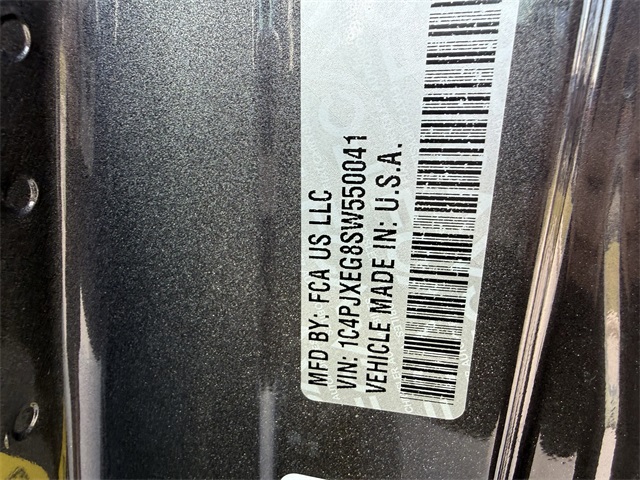 MFD BY: FCA US LLC
VIN: 1C4PJXEG8SW550041
VEHICLE MADE IN: U.S.A.